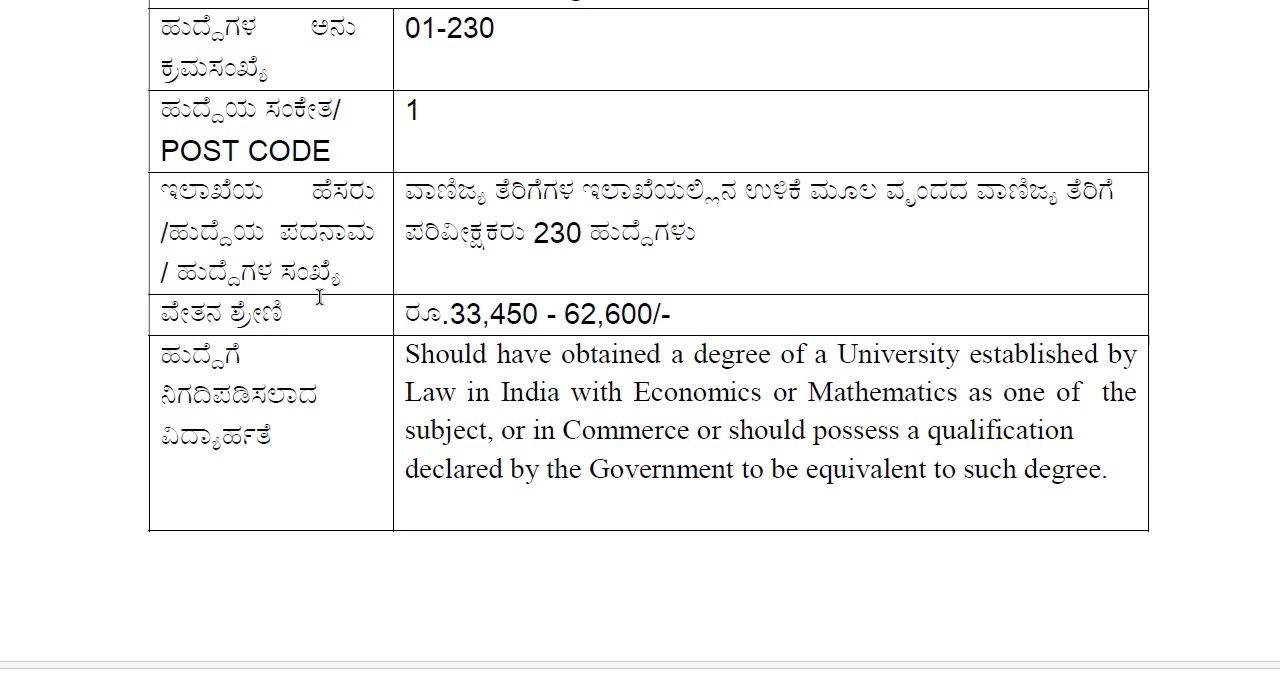 ಹುದ್ದೆಗಳ ಅನು
ಕ್ರಮಸಂಖ್ಯೆ
01-230
ಹುದ್ದೆಯ ಸಂಕೇತ/
POST CODE
1
ಇಲಾಖೆಯ ಹೆಸರು
/ಹುದ್ದೆಯ ಪದನಾಮ
/ ಹುದ್ದೆಗಳ ಸಂಖ್ಯೆ
ವಾಣಿಜ್ಯ ತೆರಿಗೆಗಳ ಇಲಾಖೆಯಲ್ಲಿನ ಉಳಿಕೆ ಮೂಲ ವೃಂದದ ವಾಣಿಜ್ಯ ತೆರಿಗೆ
ಪರಿವೀಕ್ಷಕರು 230 ಹುದ್ದೆಗಳು
ವೇತನ ಶ್ರೇಣಿ
ರೂ.33,450 - 62,600/-
ಹುದ್ದೆಗೆ
ನಿಗದಿಪಡಿಸಲಾದ
ವಿದ್ಯಾರ್ಹತೆ
Should have obtained a degree of a University established by
Law in India with Economics or Mathematics as one of the
subject, or in Commerce or should possess a qualification
declared by the Government to be equivalent to such degree.